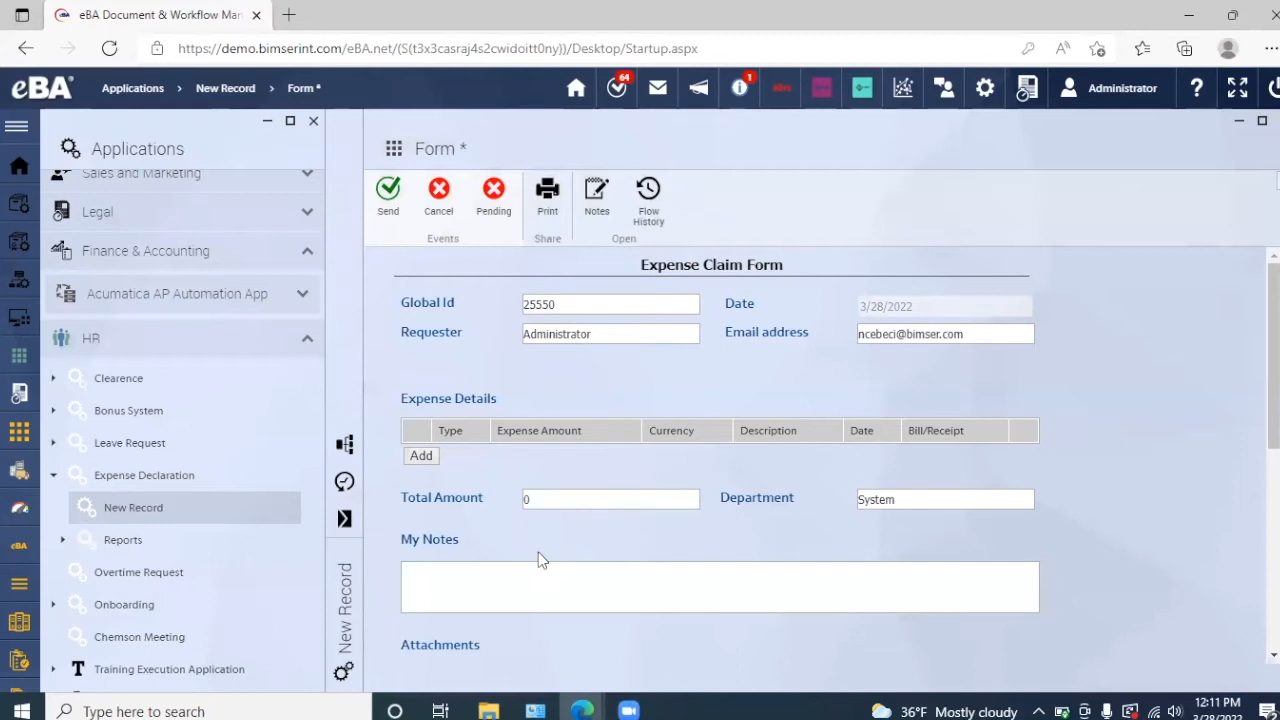 eBA Document & Workflow Man
https://demo.bimserint.com/eBA.net/(S(t3x3casraj4s2cwidoitt0ny))/Desktop/Startup.aspx
eBA Applications New Record Form * 64 1 Administrator ?
Applications
Form *
Sales and Marketing
Legal
Finance & Accounting
Acumatica AP Automation App
HR
Clearence
Bonus System
Leave Request
Expense Declaration
New Record
Reports
Overtime Request
Onboarding
Chemson Meeting
T Training Execution Application
eBA
New Record
Send Cancel Pending Print Notes Flow History
Events Share Open
Expense Claim Form
Global Id 25550 Date 3/28/2022
Requester Administrator Email address ncebeci@bimser.com
Expense Details
Type Expense Amount Currency Description Date Bill/Receipt
Add
Total Amount 0 Department System
My Notes
Attachments
Type here to search
36°F Mostly cloudy
12:11 PM
3/28/2022